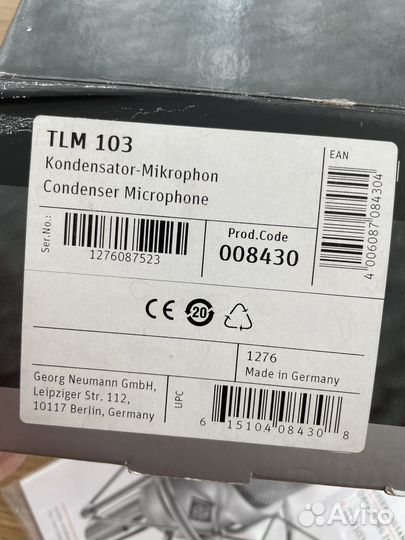 TLM 103
Kondensator-Mikrophon
Condenser Microphone
Ser.No.:
1276087523
Prod.Code
008430
EAN
4 006087 084304
CE
20
1276
Made in Germany
Georg Neumann GmbH,
Leipziger Str. 112,
10117 Berlin, Germany
UPC
6 15104 08430 8
Avito